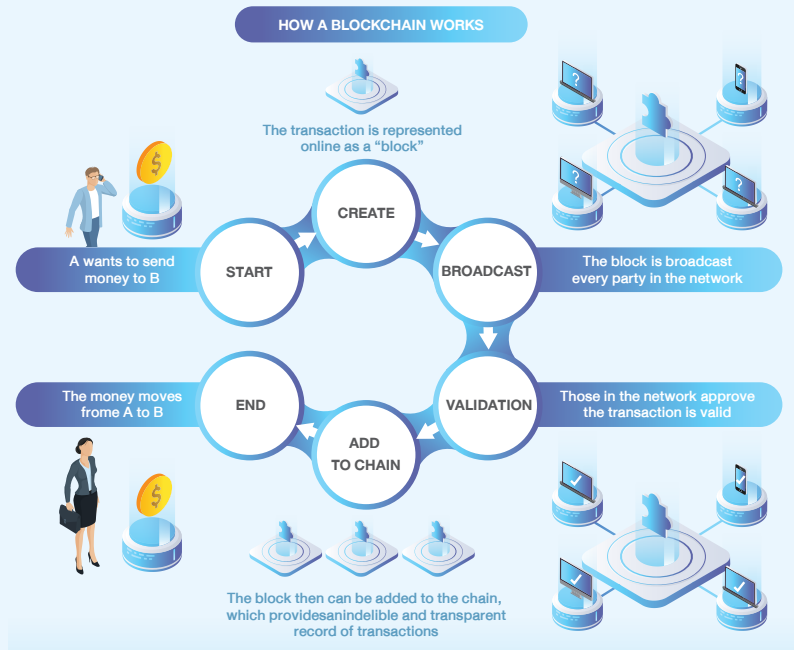 HOW A BLOCKCHAIN WORKS
The transaction is represented
online as a “block”
A wants to send
money to B
START
CREATE
BROADCAST
The block is broadcast
every party in the network
?
?
?
?
VALIDATION
Those in the network approve
the transaction is valid
ADD
TO CHAIN
The block then can be added to the chain,
which providesanindelible and transparent
record of transactions
END
The money moves
frome A to B
$
$